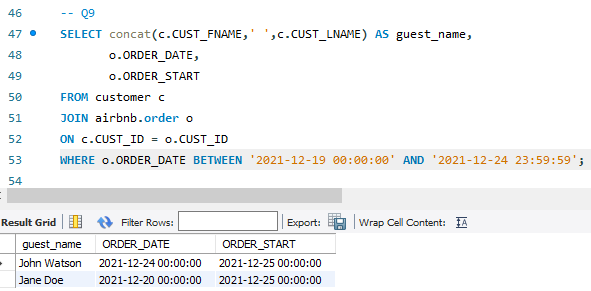 46 -- Q9
47 SELECT concat(c.CUST_FNAME,' ',c.CUST_LNAME) AS guest_name,
48 o.ORDER_DATE,
49 o.ORDER_START
50 FROM customer c
51 JOIN airbnb.order o
52 ON c.CUST_ID = o.CUST_ID
53 WHERE o.ORDER_DATE BETWEEN '2021-12-19 00:00:00' AND '2021-12-24 23:59:59';
54
Result Grid Filter Rows: Export: Wrap Cell Content: IA
guest_name ORDER_DATE ORDER_START
John Watson 2021-12-24 00:00:00 2021-12-25 00:00:00
Jane Doe 2021-12-20 00:00:00 2021-12-25 00:00:00